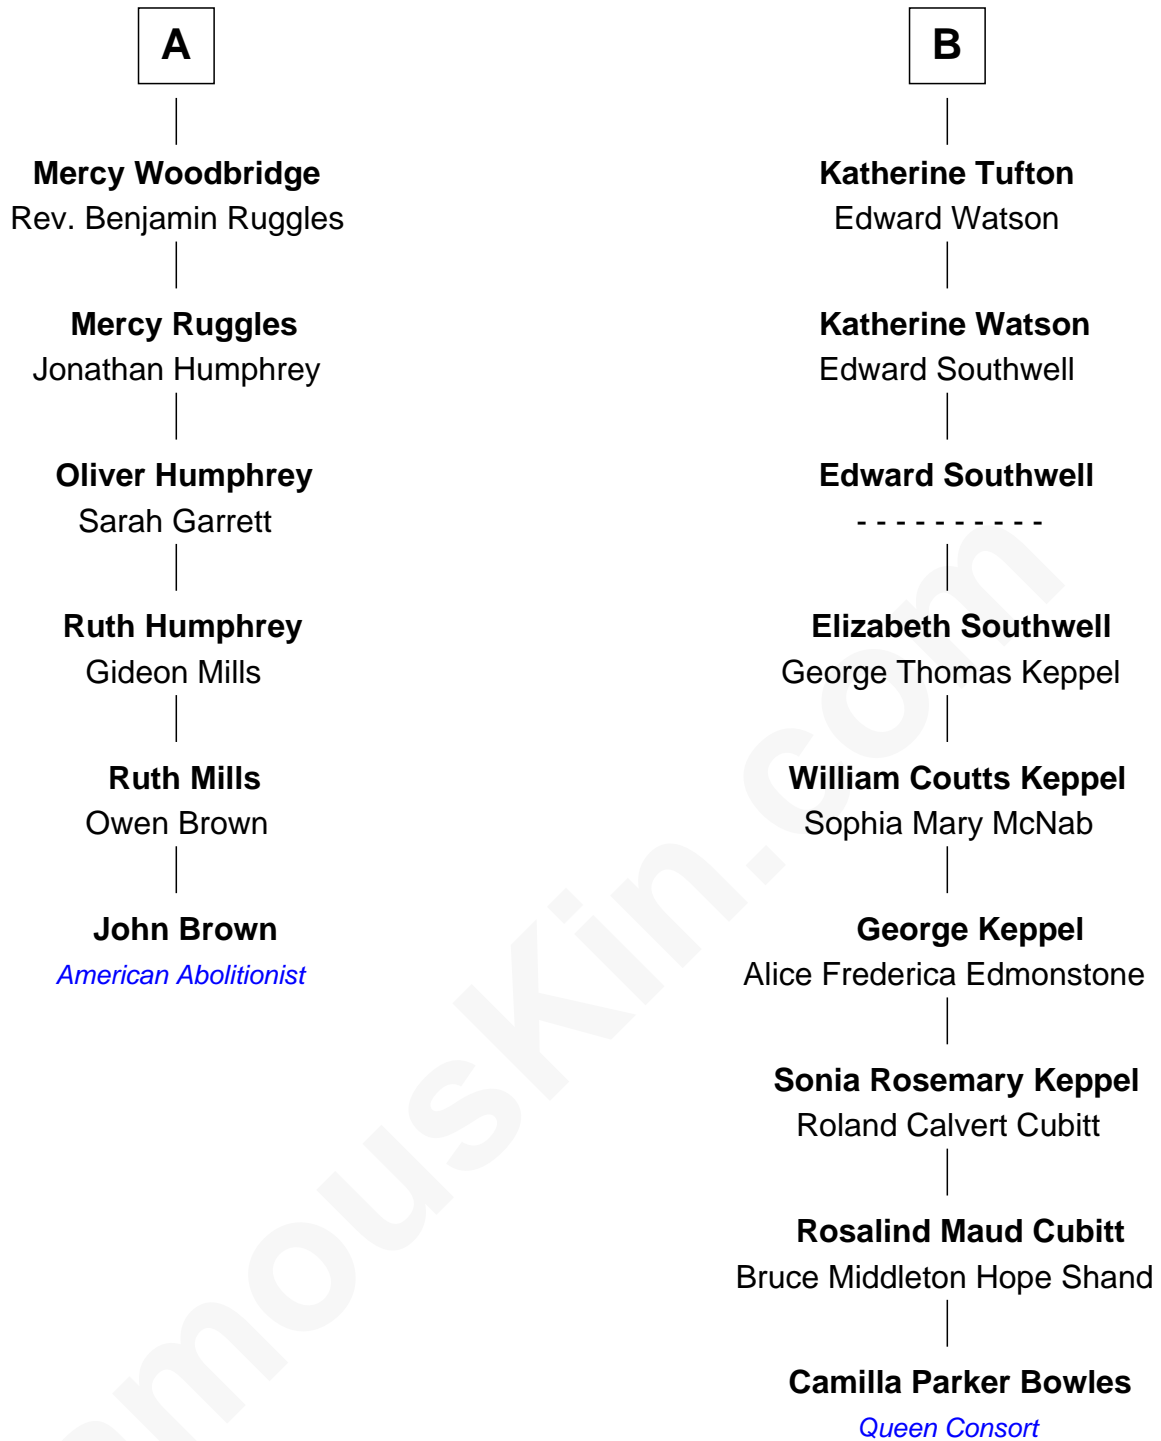 A
Mercy Woodbridge
Rev. Benjamin Ruggles
Mercy Ruggles
Jonathan Humphrey
Oliver Humphrey
Sarah Garrett
Ruth Humphrey
Gideon Mills
Ruth Mills
Owen Brown
John Brown
American Abolitionist
B
Katherine Tufton
Edward Watson
Katherine Watson
Edward Southwell
Edward Southwell
- - - - - - - - - -
Elizabeth Southwell
George Thomas Keppel
William Coutts Keppel
Sophia Mary McNab
George Keppel
Alice Frederica Edmonstone
Sonia Rosemary Keppel
Roland Calvert Cubitt
Rosalind Maud Cubitt
Bruce Middleton Hope Shand
Camilla Parker Bowles
Queen Consort
mouskin.com